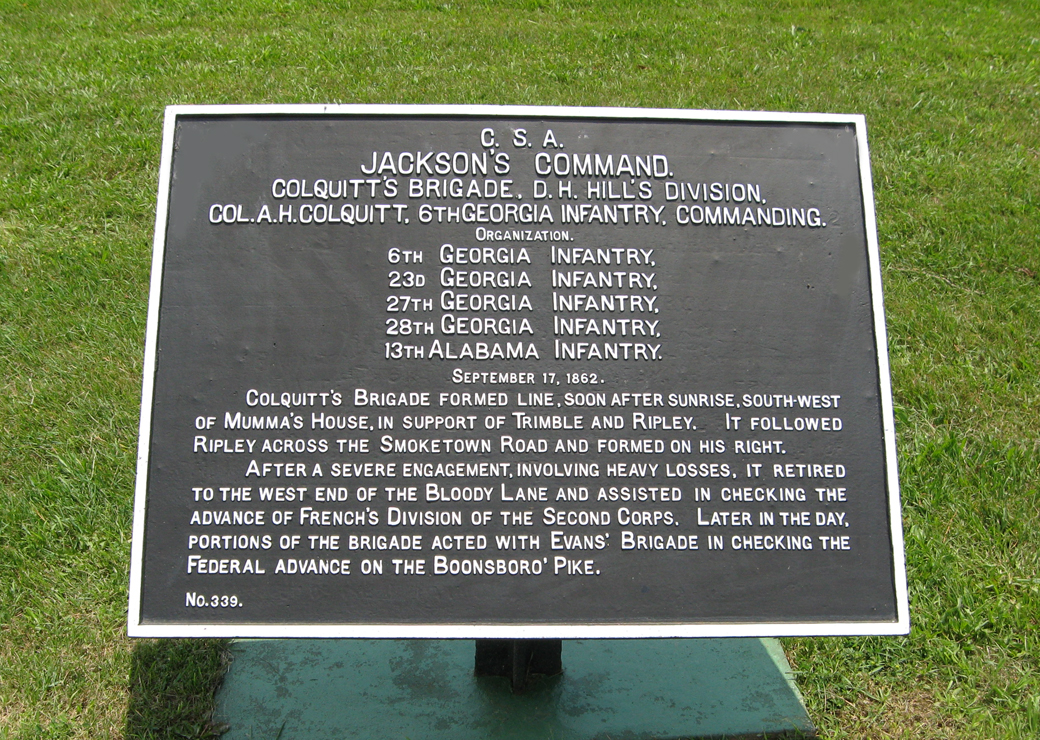 C. S. A.
JACKSON'S COMMAND.
COLQUITT'S BRIGADE, D. H. HILL'S DIVISION,
COL. A. H. COLQUITT, 6TH GEORGIA INFANTRY, COMMANDING.
ORGANIZATION.
6TH GEORGIA INFANTRY,
23D GEORGIA INFANTRY,
27TH GEORGIA INFANTRY,
28TH GEORGIA INFANTRY,
13TH ALABAMA INFANTRY.
SEPTEMBER 17, 1862.
COLQUITT'S BRIGADE FORMED LINE, SOON AFTER SUNRISE, SOUTH-WEST
OF MUMMA'S HOUSE, IN SUPPORT OF TRIMBLE AND RIPLEY. IT FOLLOWED
RIPLEY ACROSS THE SMOKETOWN ROAD AND FORMED ON HIS RIGHT.
AFTER A SEVERE ENGAGEMENT, INVOLVING HEAVY LOSSES, IT RETIRED
TO THE WEST END OF THE BLOODY LANE AND ASSISTED IN CHECKING THE
ADVANCE OF FRENCH'S DIVISION OF THE SECOND CORPS. LATER IN THE DAY,
PORTIONS OF THE BRIGADE ACTED WITH EVANS' BRIGADE IN CHECKING THE
FEDERAL ADVANCE ON THE BOONSBORO' PIKE.
NO. 339.